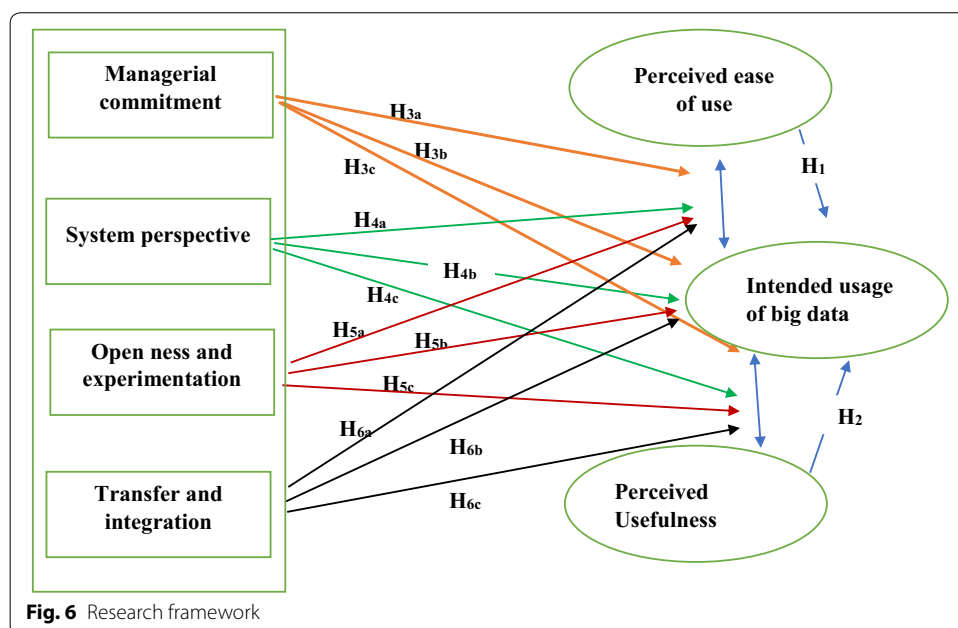 Managerial
commitment
System perspective
Open ness and
experimentation
Transfer and
integration
H3a
H3b
H3c
H4a
H4b
H4c
H5a
H5b
H5c
H6a
H6b
H6c
Perceived ease
of use
H1
Intended usage
of big data
H2
Perceived
Usefulness
Fig. 6 Research framework